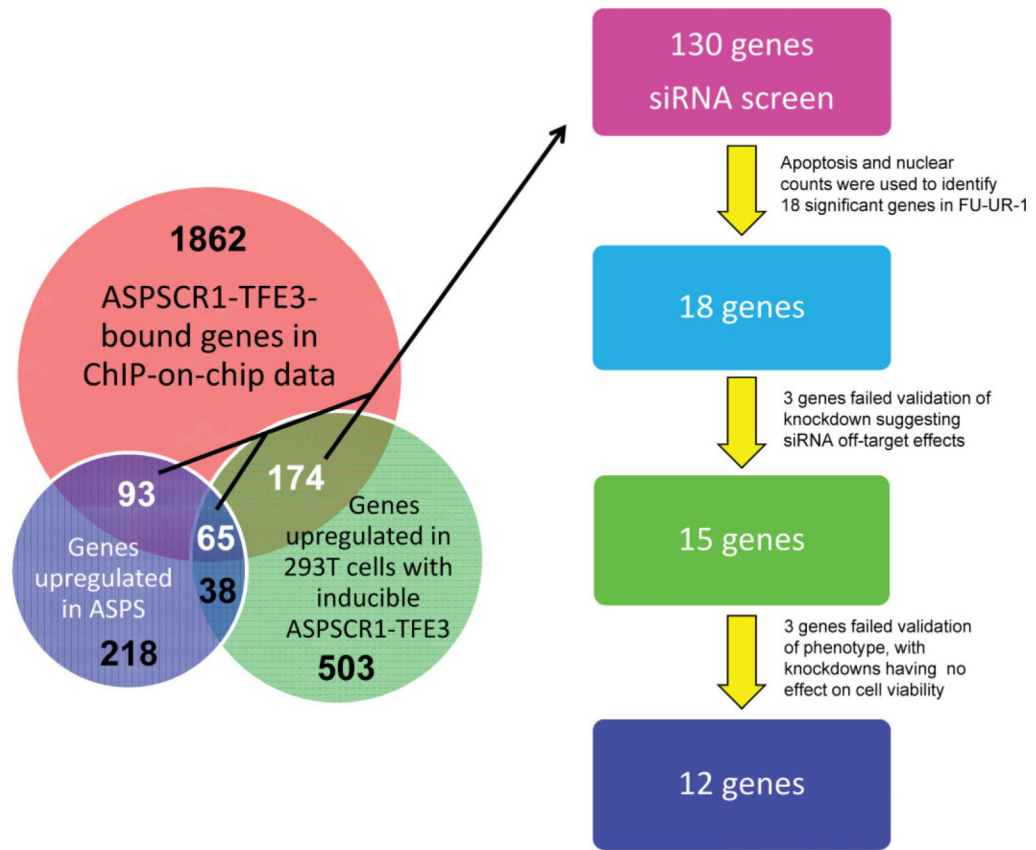 1862
ASPSCR1-TFE3-
bound genes in
ChIP-on-chip data
93
174
65
38
Genes
upregulated
in ASPS
218
Genes
upregulated in
293T cells with
inducible
ASPSCR1-TFE3
503
130 genes
siRNA screen
Apoptosis and nuclear
counts were used to identify
18 significant genes in FU-UR-1
18 genes
3 genes failed validation of
knockdown suggesting
siRNA off-target effects
15 genes
3 genes failed validation
of phenotype, with
knockdowns having no
effect on cell viability
12 genes